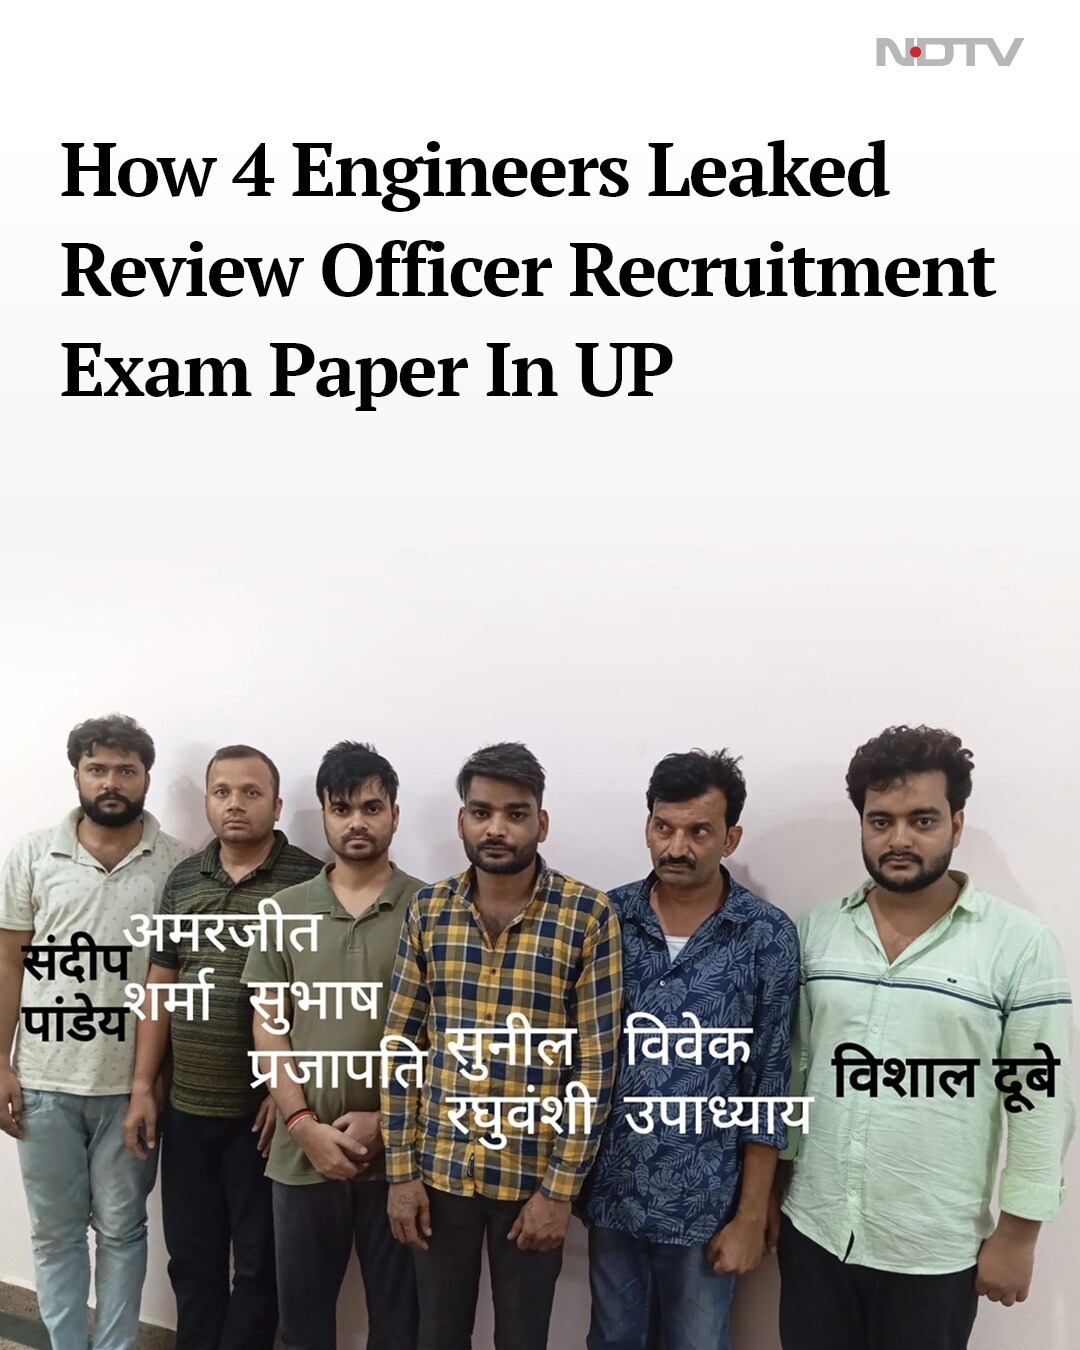 NDTV
How 4 Engineers Leaked
Review Officer Recruitment
Exam Paper In UP
संदीप
पांडेय
अमरजीत
शर्मा
सुभाष
प्रजापति
सुनील
रघुवंशी
विवेक
उपाध्याय
विशाल दूबे